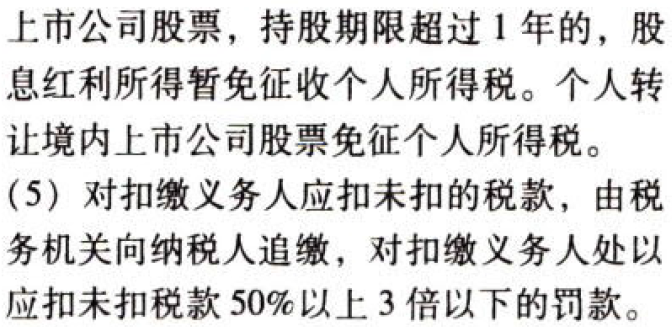 上市公司股票，持股期限超过 1 年的，股
息红利所得暂免征收个人所得税。个人转
让境内上市公司股票免征个人所得税。
(5) 对扣缴义务人应扣未扣的税款，由税
务机关向纳税人追缴，对扣缴义务人处以
应扣未扣税款 50%以上 3 倍以下的罚款。